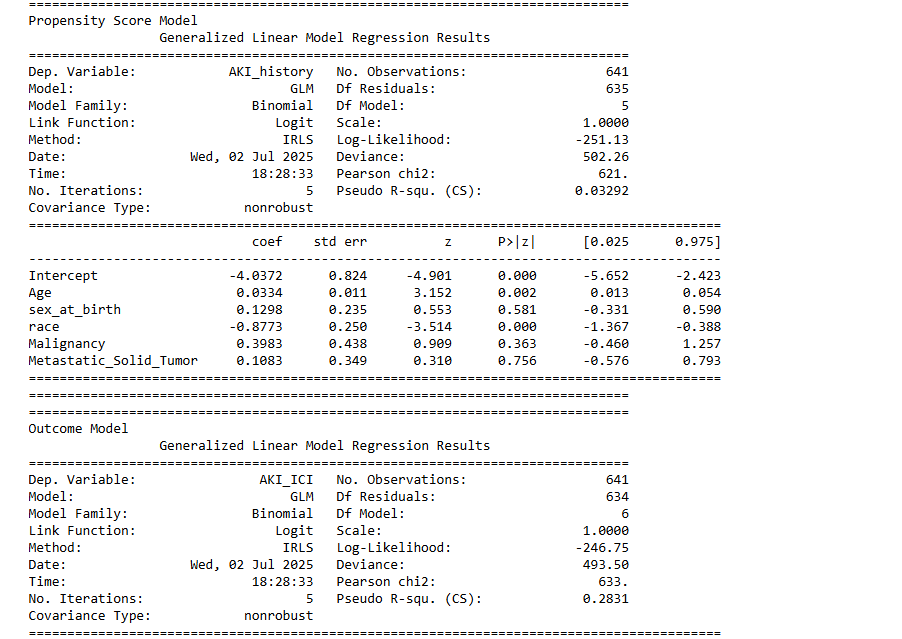 ==============================================================================
Propensity Score Model
                 Generalized Linear Model Regression Results
==============================================================================
Dep. Variable:            AKI_history   No. Observations:                  641
Model:                            GLM   Df Residuals:                      635
Model Family:                Binomial   Df Model:                            5
Link Function:                  Logit   Scale:                          1.0000
Method:                          IRLS   Log-Likelihood:                -251.13
Date:                Wed, 02 Jul 2025   Deviance:                       502.26
Time:                        18:28:33   Pearson chi2:                     621.
No. Iterations:                     5   Pseudo R-squ. (CS):            0.03292
Covariance Type:            nonrobust
==========================================================================================
                             coef    std err          z      P>|z|      [0.025      0.975]
------------------------------------------------------------------------------------------
Intercept                 -4.0372      0.824     -4.901      0.000      -5.652      -2.423
Age                        0.0334      0.011      3.152      0.002       0.013       0.054
sex_at_birth               0.1298      0.235      0.553      0.581      -0.331       0.590
race                      -0.8773      0.250     -3.514      0.000      -1.367      -0.388
Malignancy                 0.3983      0.438      0.909      0.363      -0.460       1.257
Metastatic_Solid_Tumor     0.1083      0.349      0.310      0.756      -0.576       0.793
==========================================================================================
==============================================================================
==============================================================================
Outcome Model
                 Generalized Linear Model Regression Results
==============================================================================
Dep. Variable:                AKI_ICI   No. Observations:                  641
Model:                            GLM   Df Residuals:                      634
Model Family:                Binomial   Df Model:                            6
Link Function:                  Logit   Scale:                          1.0000
Method:                          IRLS   Log-Likelihood:                -246.75
Date:                Wed, 02 Jul 2025   Deviance:                       493.50
Time:                        18:28:33   Pearson chi2:                     633.
No. Iterations:                     5   Pseudo R-squ. (CS):             0.2831
Covariance Type:            nonrobust
==========================================================================================